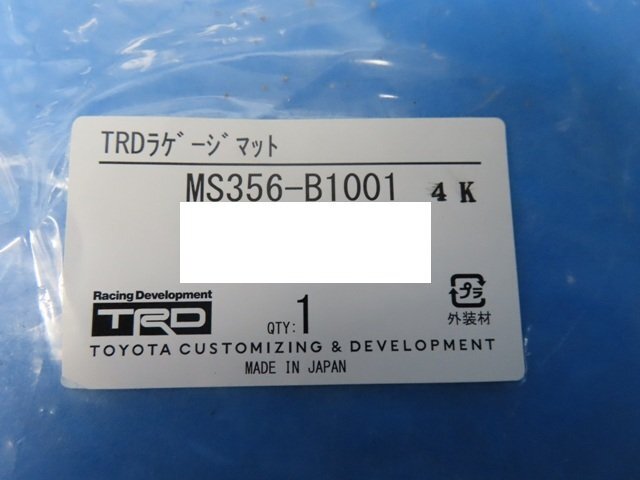 TRDﾗｹﾞｰｼﾞﾏｯﾄ
MS356-B1001 4 K
Racing Development
TRD
QTY: 1
プラ
外装材
TOYOTA CUSTOMIZING & DEVELOPMENT
MADE IN JAPAN